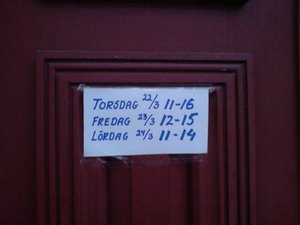 TORSDAG 22/3 11-16
FREDAG 23/3 12-15
LÖRDAG 24/3 11-14